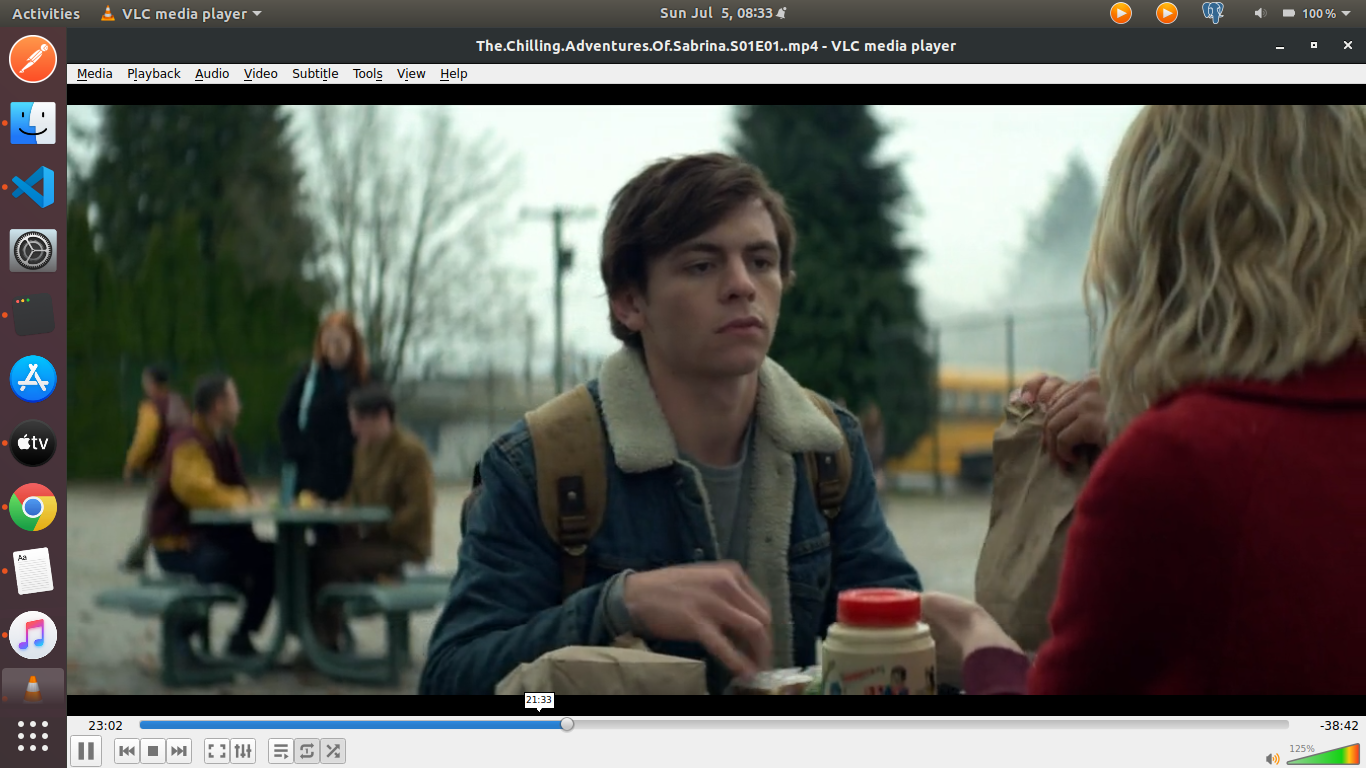 Activities VLC media player Sun Jul 5, 08:33 100 %
The.Chilling.Adventures.Of.Sabrina.S01E01..mp4 - VLC media player
Media Playback Audio Video Subtitle Tools View Help
Aa
tv
21:33
23:02 -38:42
125%